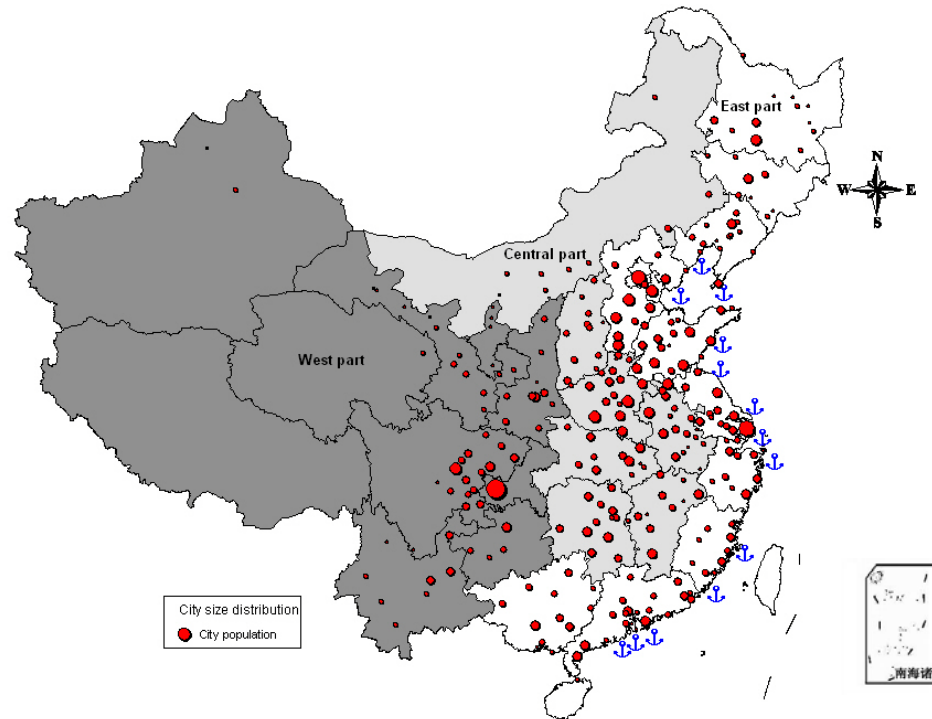 East part
N
W E
S
Central part
West part
City size distribution
City population
南海诸